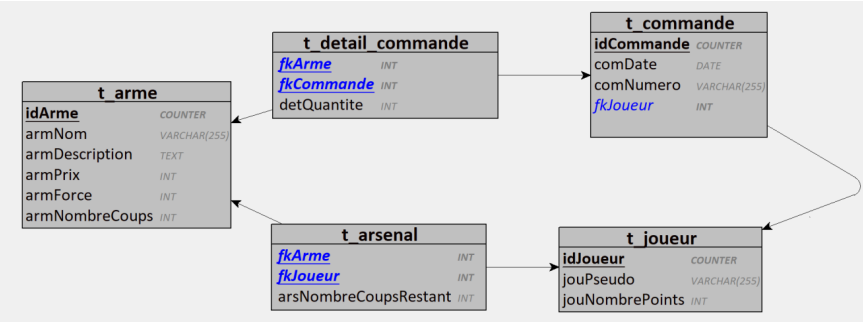 t_commande
idCommande COUNTER
comDate DATE
comNumero VARCHAR(255)
fkJoueur INT
t_detail_commande
fkArme INT
fkCommande INT
detQuantite INT
t_arme
idArme COUNTER
armNom VARCHAR(255)
armDescription TEXT
armPrix INT
armForce INT
armNombreCoups INT
t_arsenal
fkArme INT
fkJoueur INT
arsNombreCoupsRestant INT
t_joueur
idJoueur COUNTER
jouPseudo VARCHAR(255)
jouNombrePoints INT